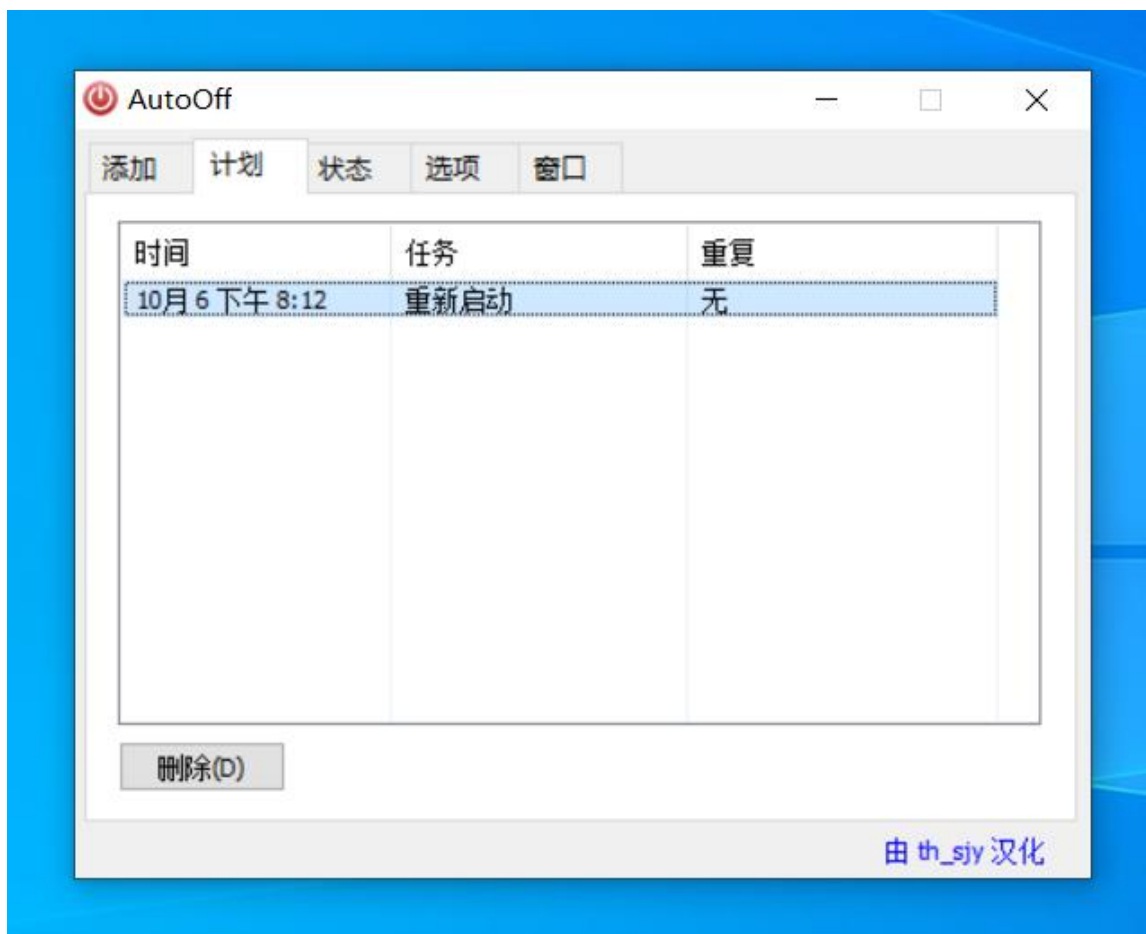 AutoOff
添加 计划 状态 选项 窗口
时间 任务 重复
10月 6 下午 8:12 重新启动 无
删除(D)
由 th_sjy 汉化